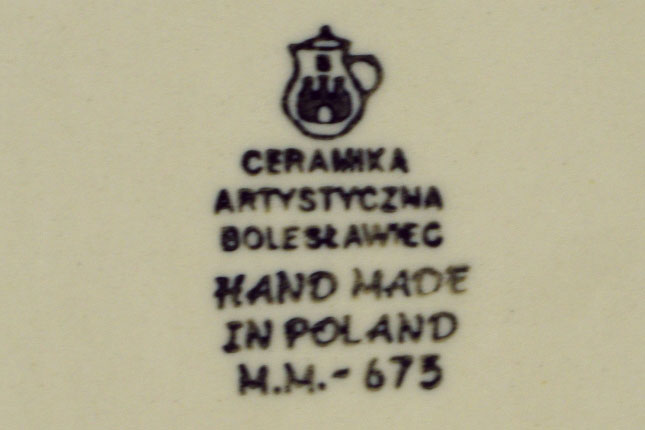 CERAMIKA
ARTYSTYCZNA
BOLESŁAWIEC
HAND MADE
IN POLAND
M.M.-675